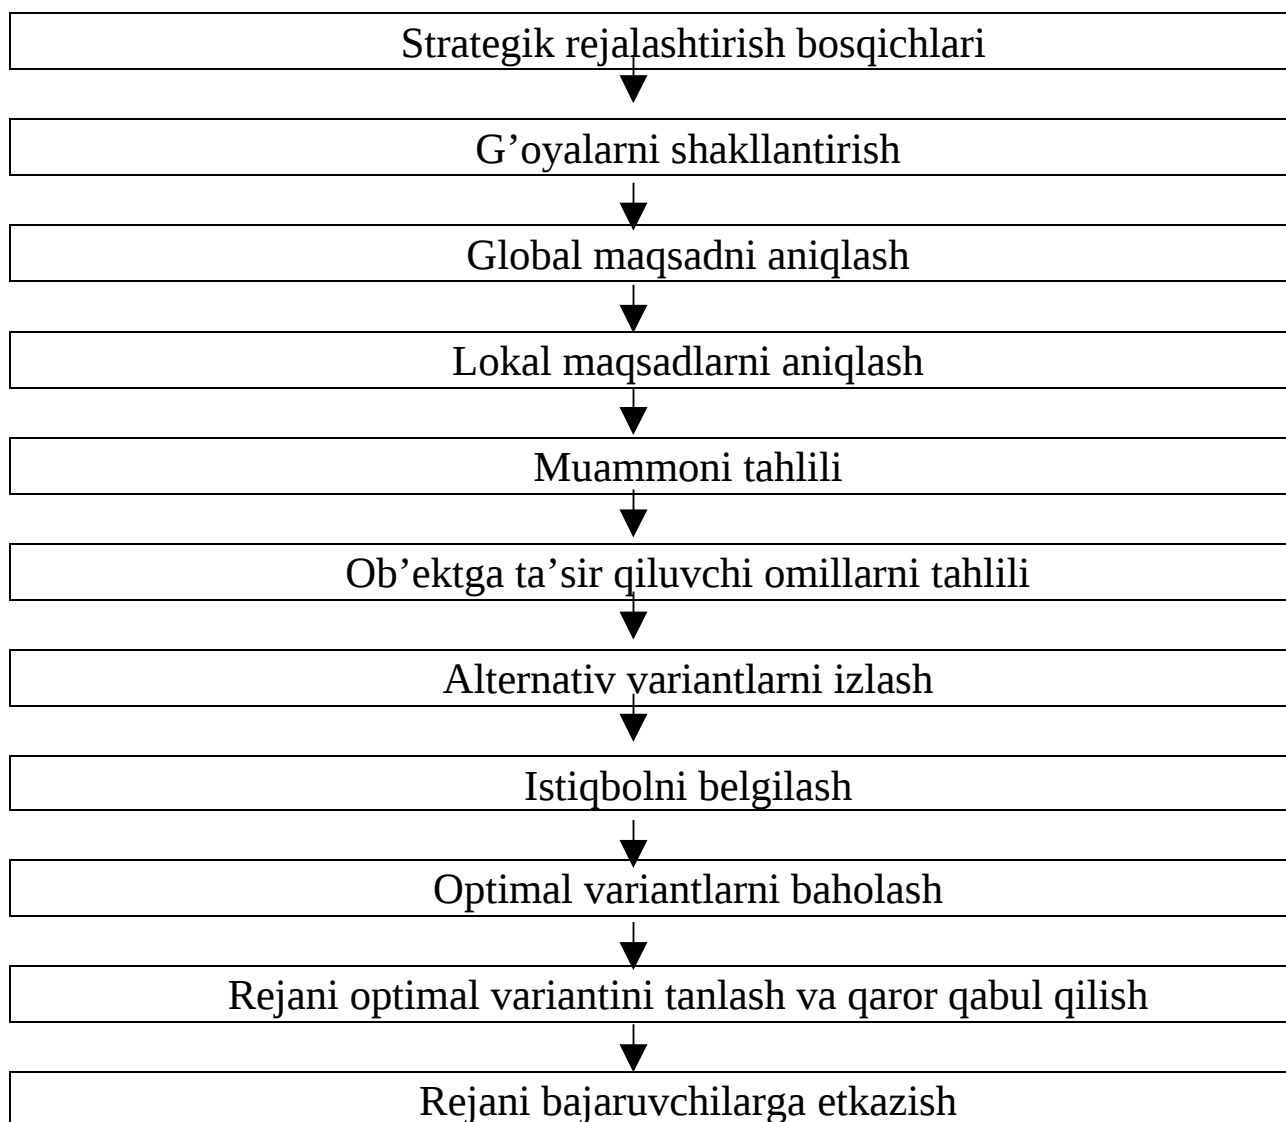 Strategik rejalashtirish bosqichlari
G’oyalarni shakllantirish
Global maqsadni aniqlash
Lokal maqsadlarni aniqlash
Muammoni tahlili
Ob’ektga ta’sir qiluvchi omillarni tahlili
Alternativ variantlarni izlash
Istiqbolni belgilash
Optimal variantlarni baholash
Rejani optimal variantini tanlash va qaror qabul qilish
Rejani bajaruvchilarga etkazish